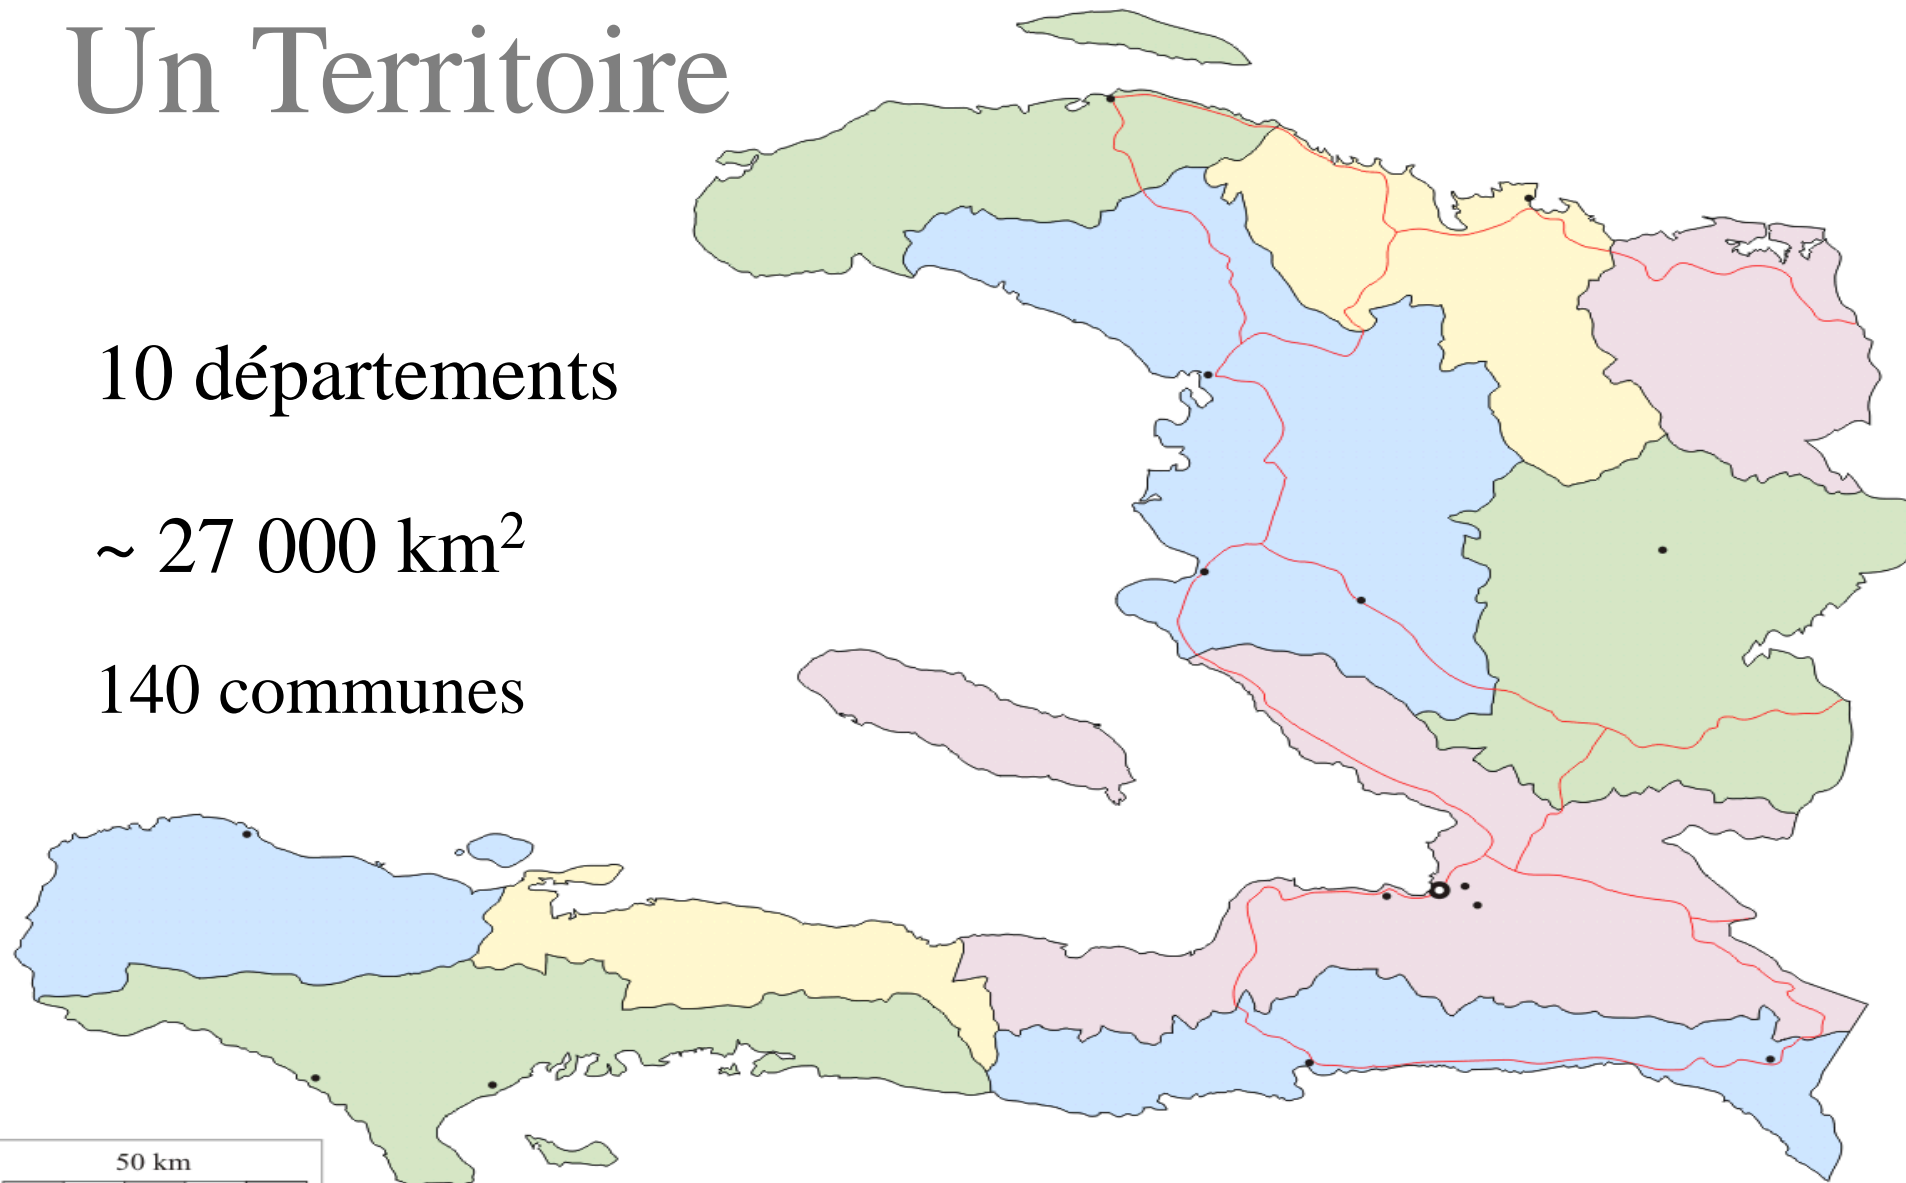 Un Territoire
10 départements
~ 27 000 km²
140 communes
50 km